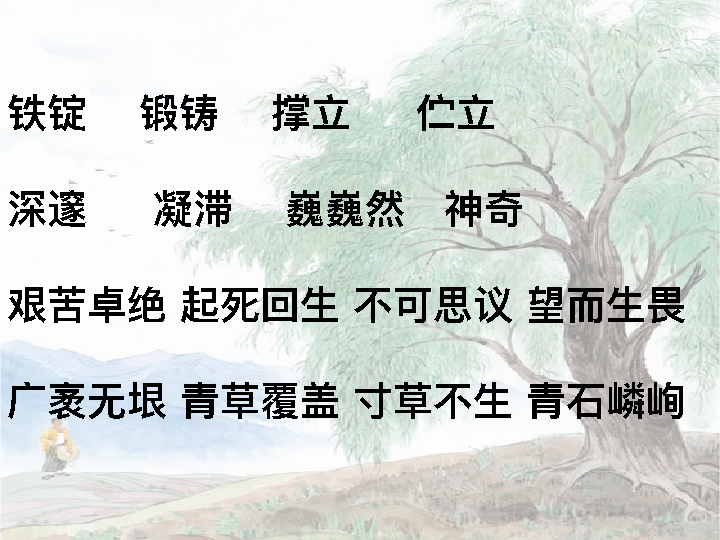 铁锭 锻铸 撑立 伫立
深邃 凝滞 巍巍然 神奇
艰苦卓绝 起死回生 不可思议 望而生畏
广袤无垠 青草覆盖 寸草不生 青石嶙峋